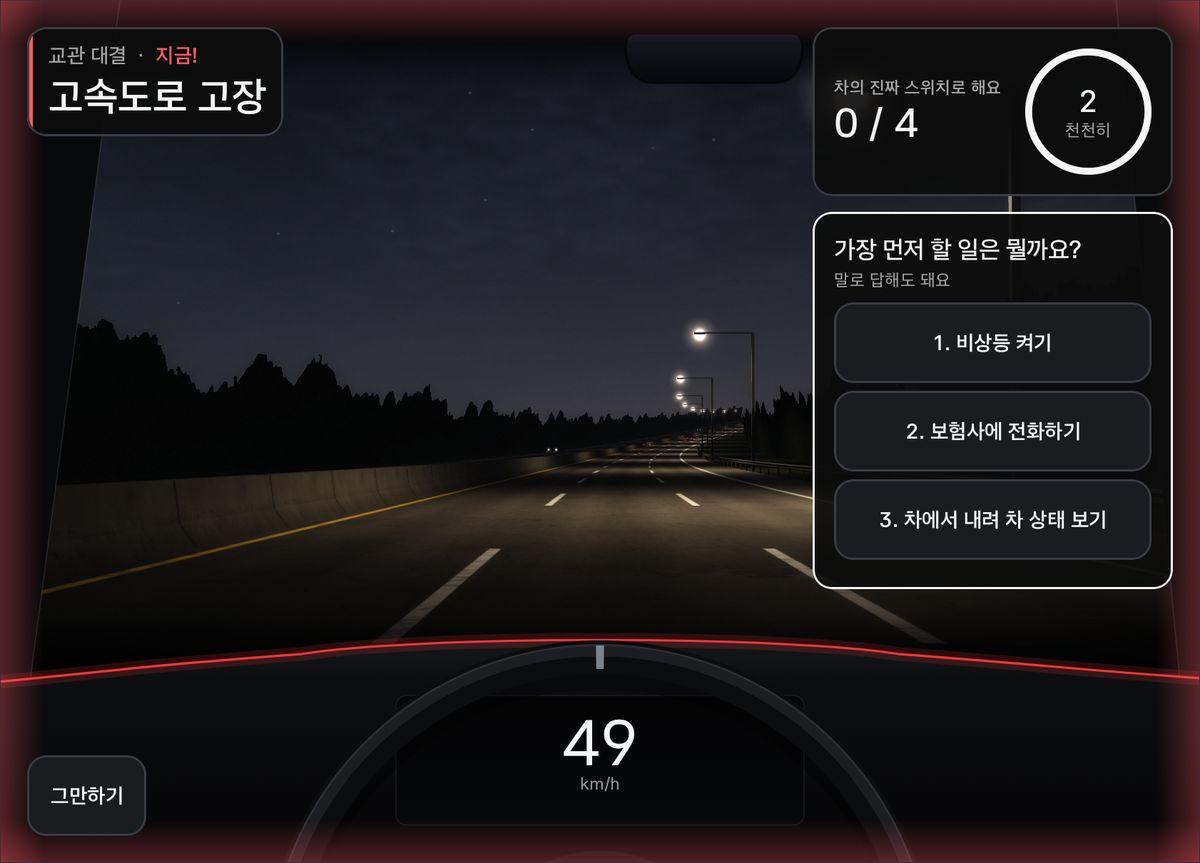 교관 대결 · 지금!
고속도로 고장
차의 진짜 스위치로 해요
0 / 4
2
천천히
가장 먼저 할 일은 뭘까요?
말로 답해도 돼요
1. 비상등 켜기
2. 보험사에 전화하기
3. 차에서 내려 차 상태 보기
49
km/h
그만하기